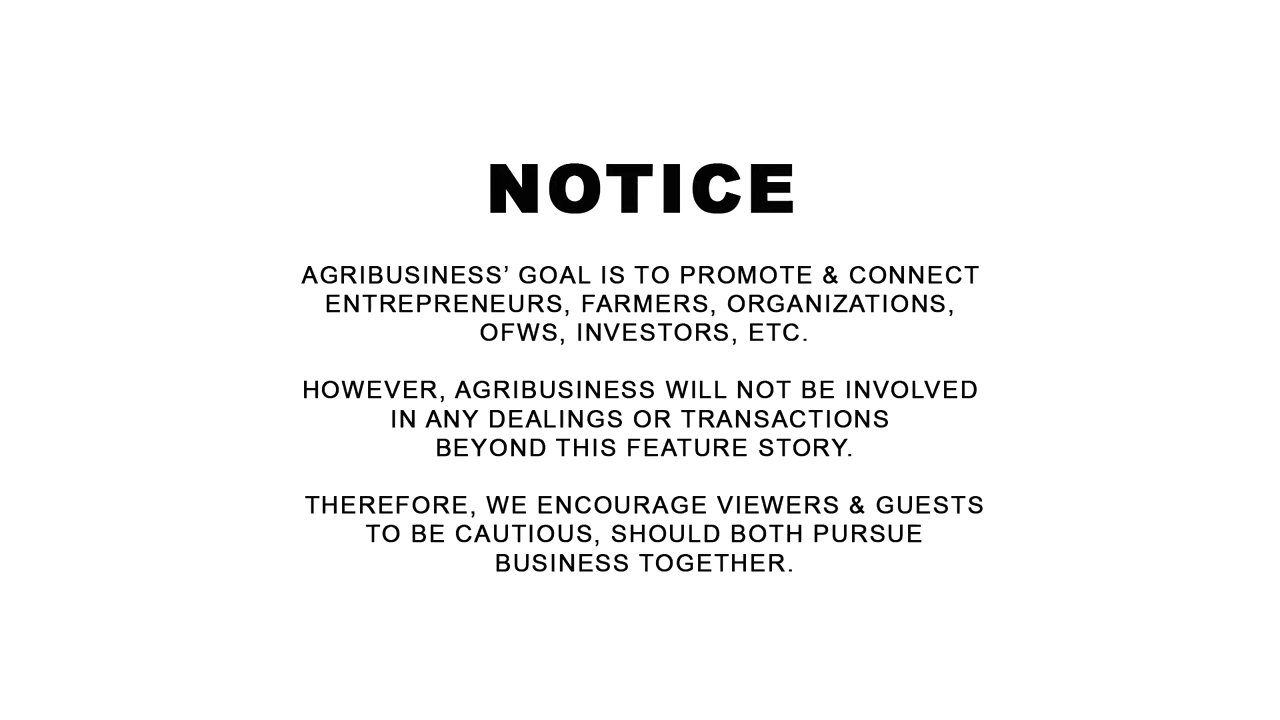 NOTICE
AGRIBUSINESS’ GOAL IS TO PROMOTE & CONNECT
ENTREPRENEURS, FARMERS, ORGANIZATIONS,
OFWS, INVESTORS, ETC.
HOWEVER, AGRIBUSINESS WILL NOT BE INVOLVED
IN ANY DEALINGS OR TRANSACTIONS
BEYOND THIS FEATURE STORY.
THEREFORE, WE ENCOURAGE VIEWERS & GUESTS
TO BE CAUTIOUS, SHOULD BOTH PURSUE
BUSINESS TOGETHER.